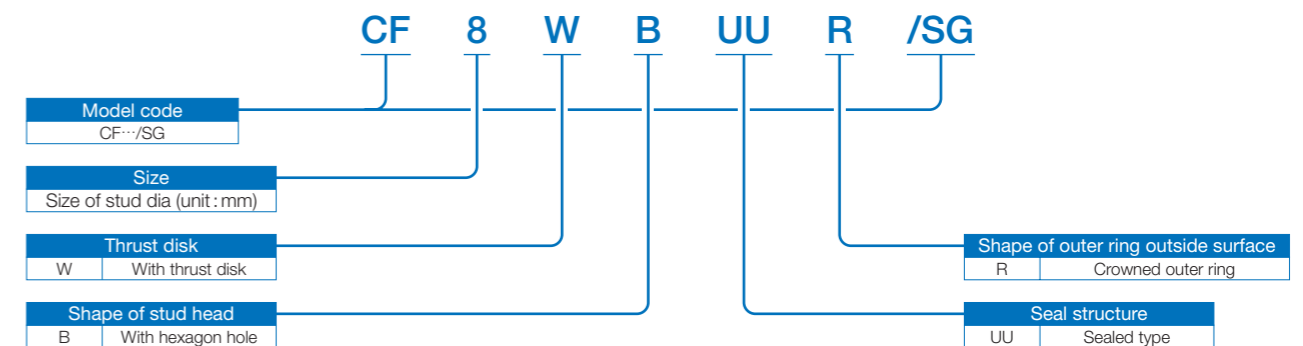 CF 8 W B UU R /SG
Model code
CF…/SG
Size
Size of stud dia (unit : mm)
Thrust disk
W With thrust disk
Shape of stud head
B With hexagon hole
Shape of outer ring outside surface
R Crowned outer ring
Seal structure
UU Sealed type